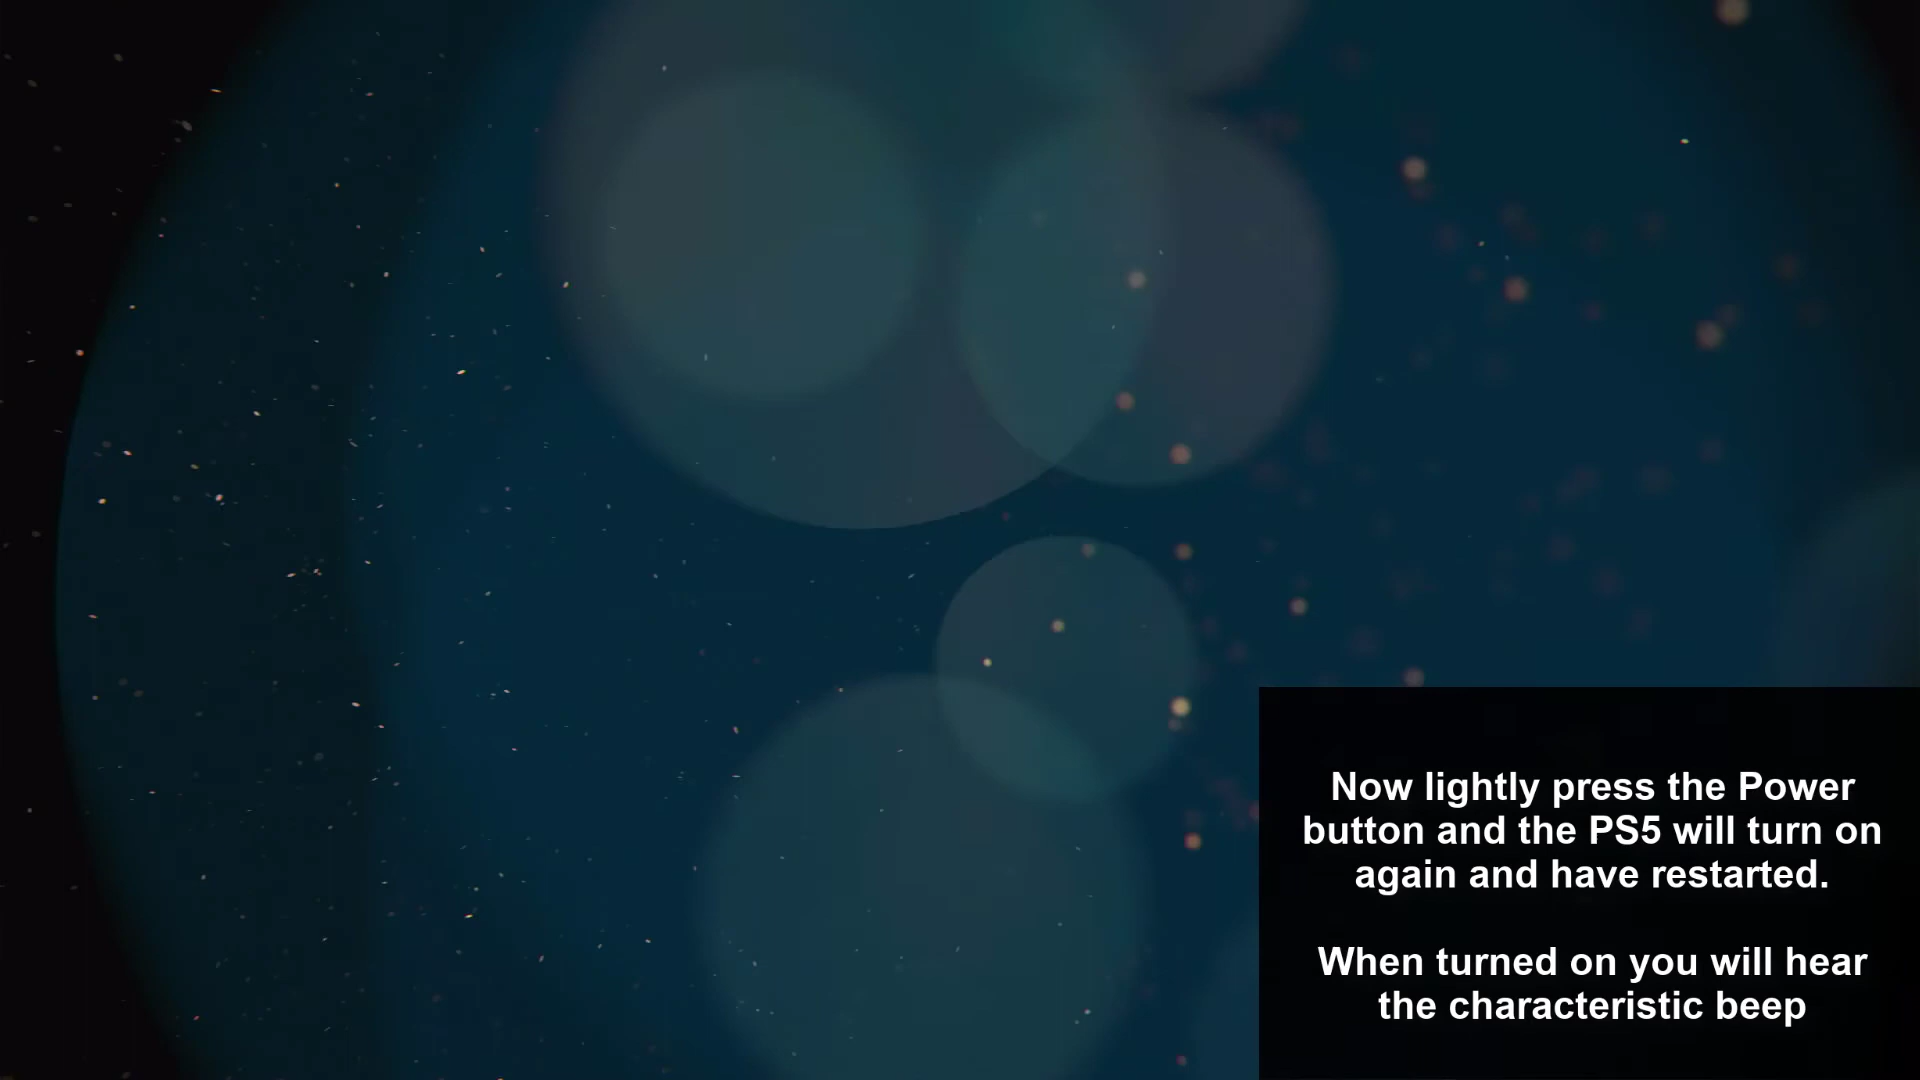 Now lightly press the Power
button and the PS5 will turn on
again and have restarted.
When turned on you will hear
the characteristic beep